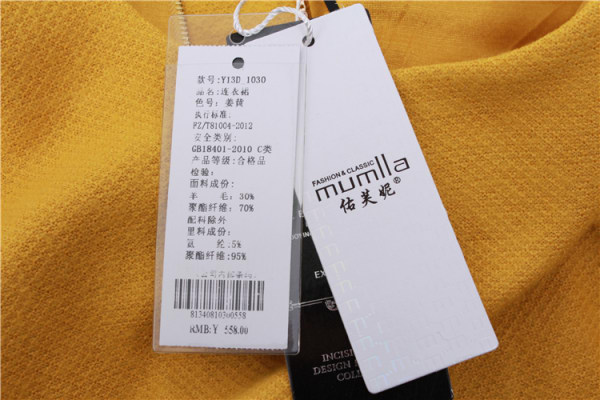 款号:Y13D 1030
品名:连衣裙
色号:姜黄
执行标准:
FZ/T81004-2012
安全类别:
GB18401-2010 C类
产品等级:合格品
检验:
面料成份:
羊 毛: 30%
聚酯纤维: 70%
配料除外
里料成份:
氨 纶:5%
聚酯纤维:95%
RMB:¥ 558.00
FASHION & CLASSIC
mumlla
佑芙妮®
INCISI
DESIGN
COL